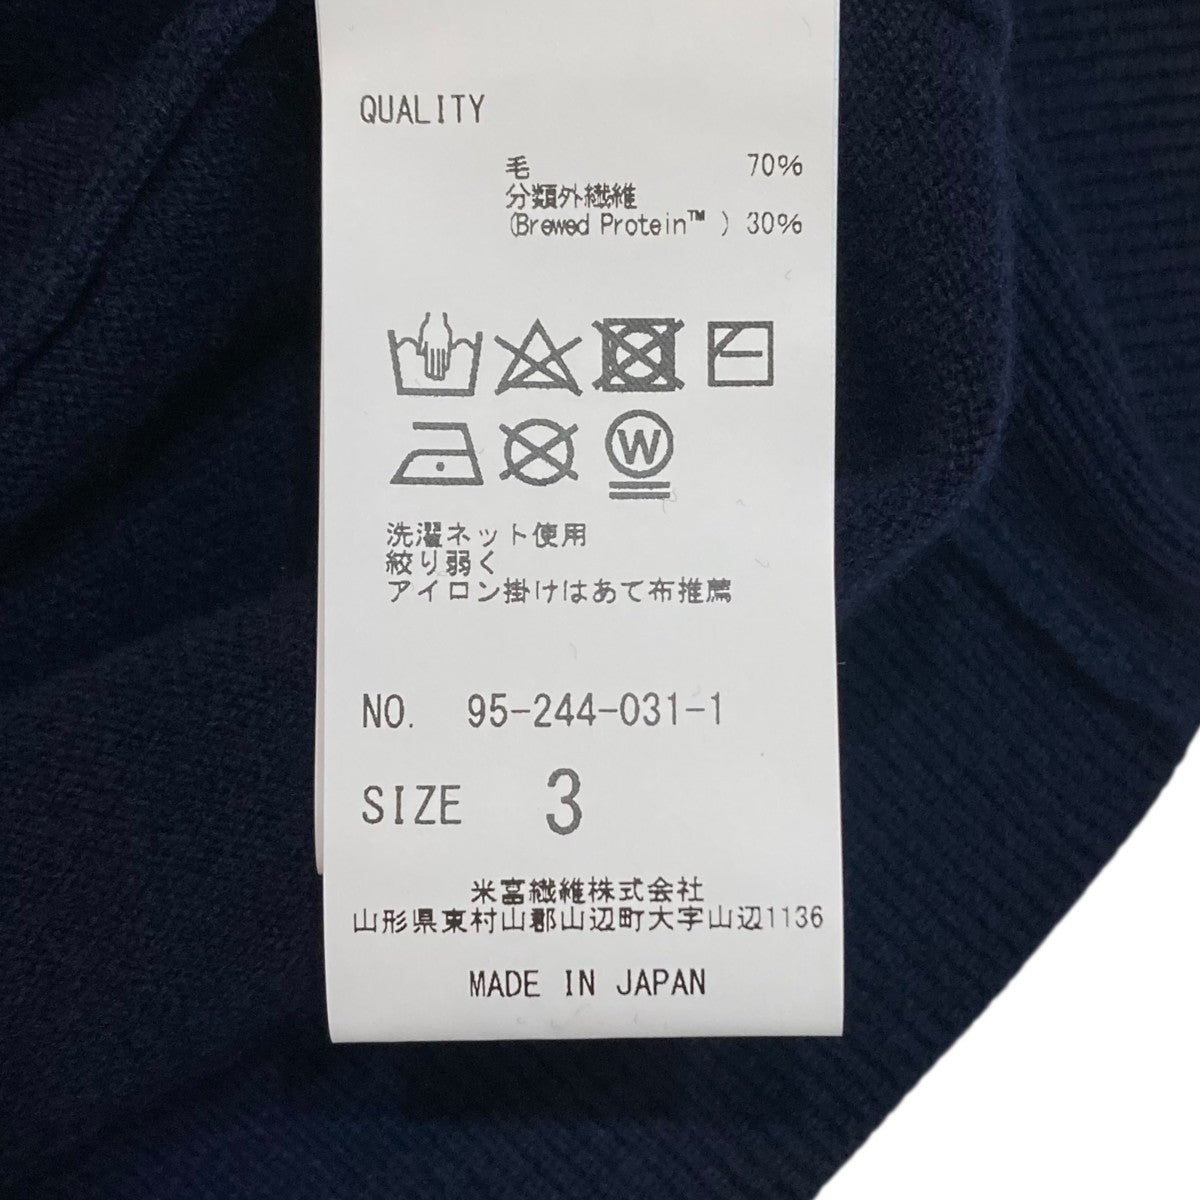 QUALITY
毛 70%
分類外繊維
(Brewed Protein™ ) 30%
W
洗濯ネット使用
絞り弱く
アイロン掛けはあて布推薦
NO. 95-244-031-1
SIZE 3
米富繊維株式会社
山形県東村山郡山辺町大字山辺1136
MADE IN JAPAN